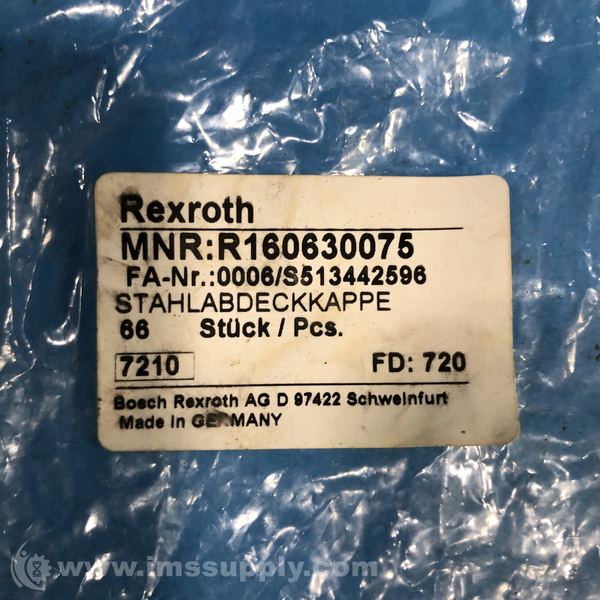 Rexroth
MNR:R160630075
FA-Nr.:0006/S513442596
STAHLABDECKKAPPE
66 Stück / Pcs.
7210 FD: 720
Bosch Rexroth AG D 97422 Schweinfurt
Made in GERMANY
www.imssupply.com